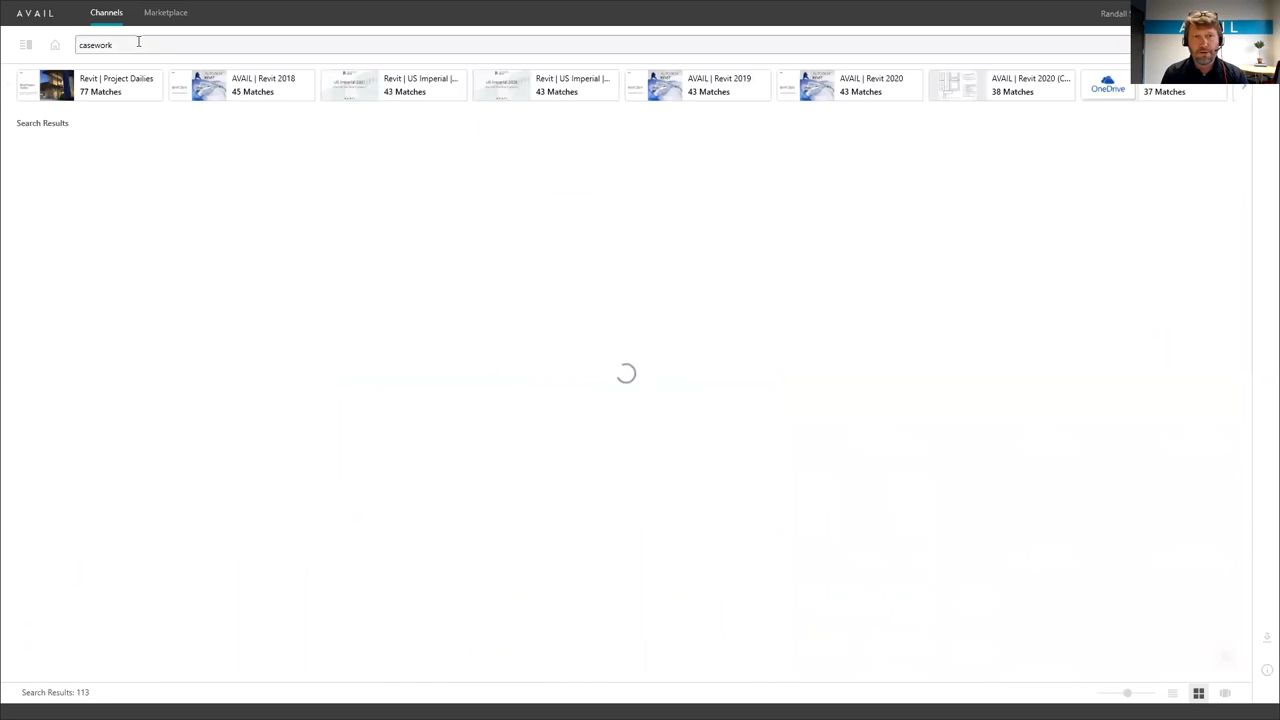 AVAIL
Channels
Marketplace
Randall
casework
Revit | Project Dailies
77 Matches
AVAIL | Revit 2018
45 Matches
Revit | US Imperial |...
43 Matches
Revit | US Imperial |...
43 Matches
AVAIL | Revit 2019
43 Matches
AVAIL | Revit 2020
43 Matches
AVAIL | Revit 2020 (C...
38 Matches
OneDrive
37 Matches
Search Results
Search Results: 113